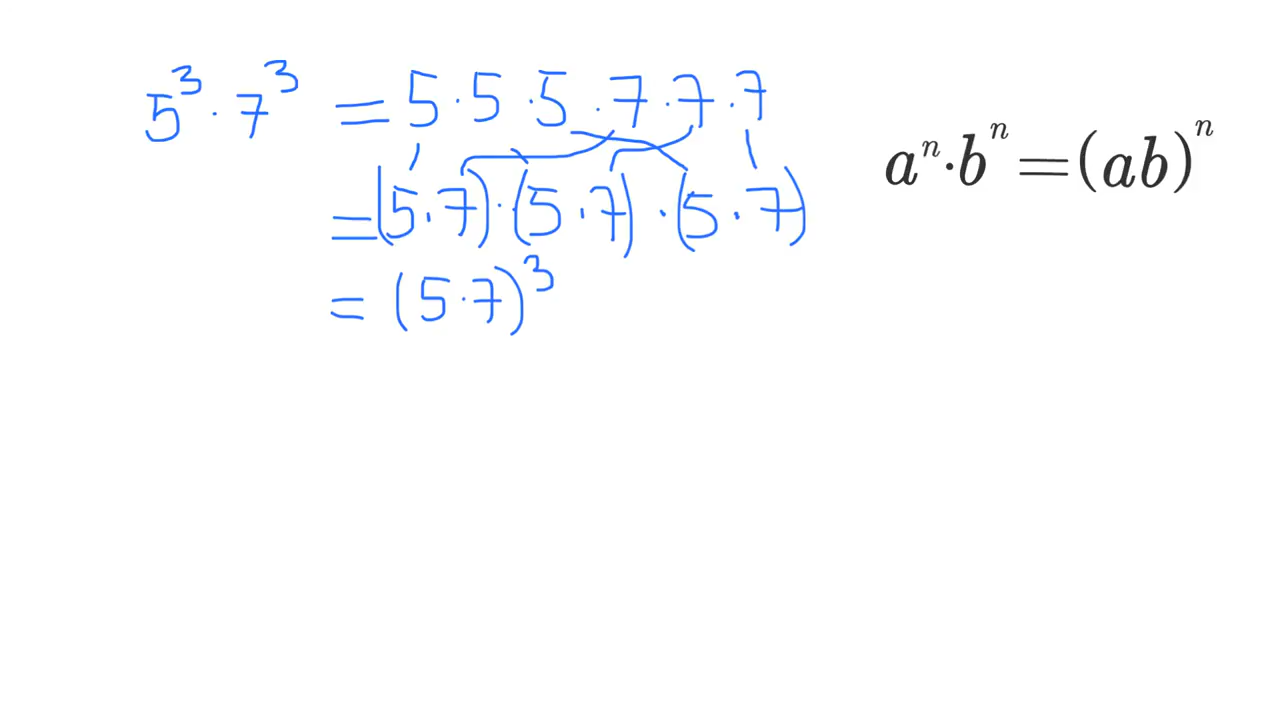 5³ · 7³ = 5 · 5 · 5 · 7 · 7 · 7
= (5 · 7) · (5 · 7) · (5 · 7)
= (5 · 7)³
aⁿ · bⁿ = (ab)ⁿ